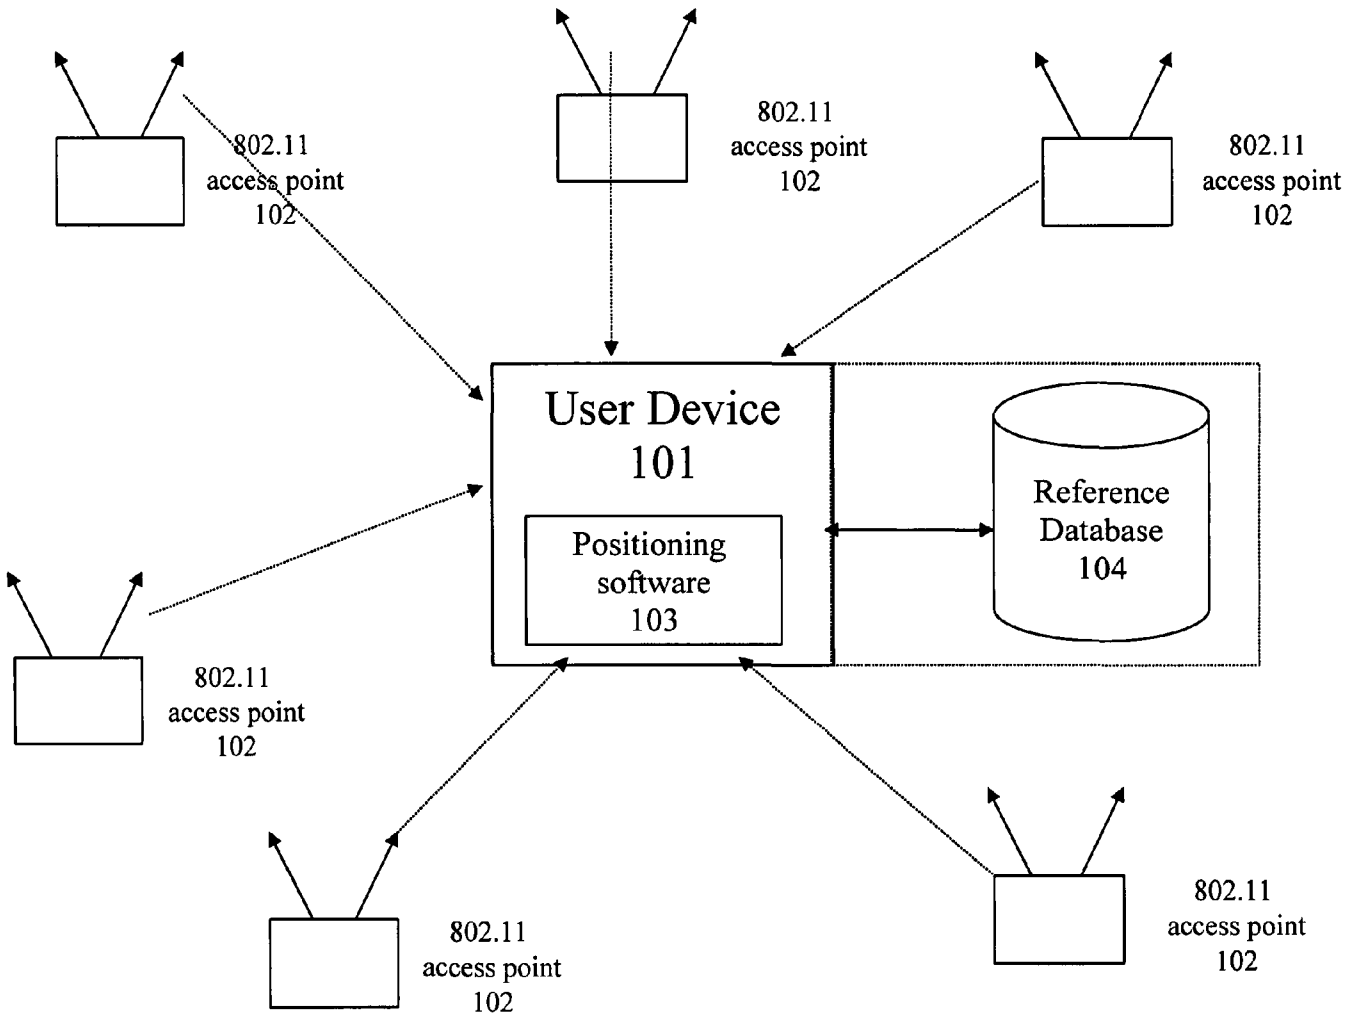 802.11
access point
102
802.11
access point
102
802.11
access point
102
User Device
101
Positioning
software
103
Reference
Database
104
802.11
access point
102
802.11
access point
102
802.11
access point
102